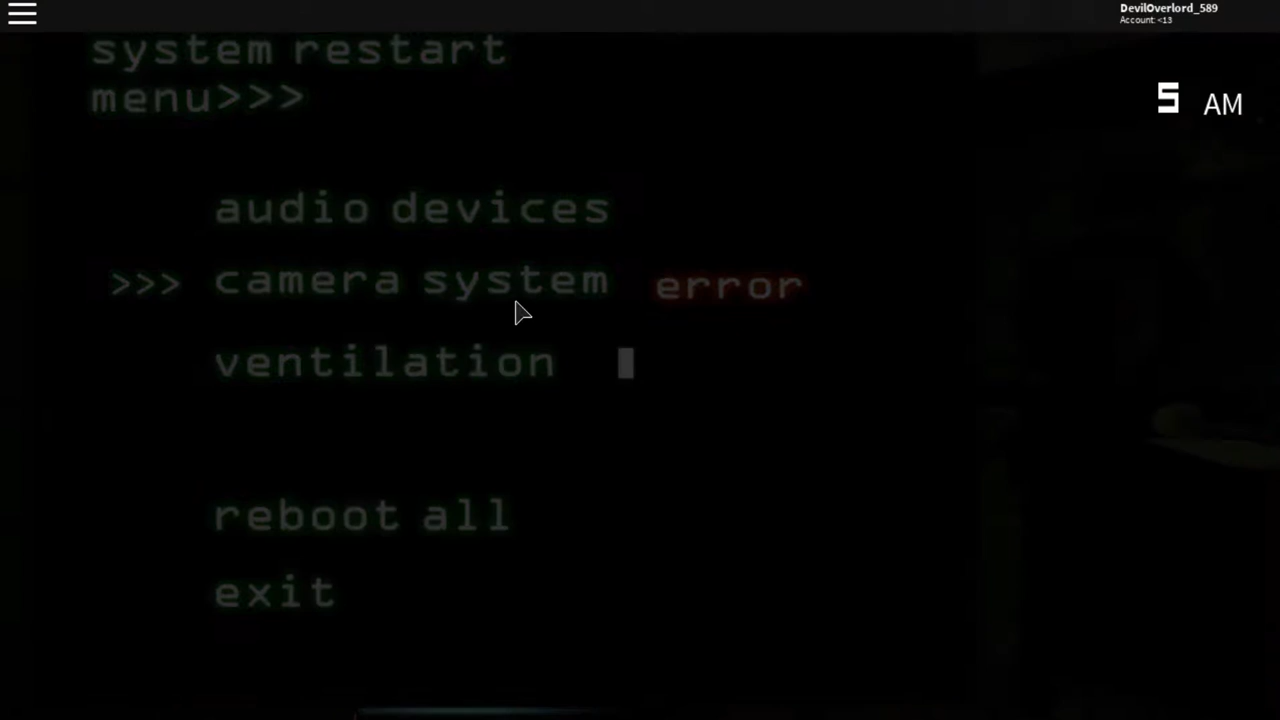 DevilOverlord_589
Account: <13
system restart
menu>>>
5 AM
audio devices
>>> camera system error
ventilation
reboot all
exit